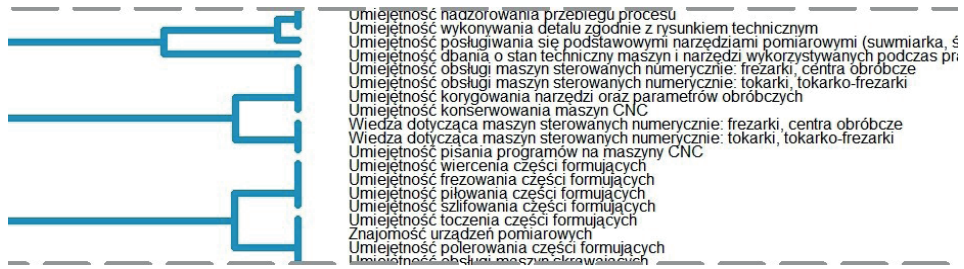 Umiejętność nadzorowania przebiegu procesu
Umiejętność wykonywania detalu zgodnie z rysunkiem technicznym
Umiejętność posługiwania się podstawowymi narzędziami pomiarowymi (suwmiarka, ś
Umiejętność dbania o stan techniczny maszyn i narzędzi wykorzystywanych podczas pra
Umiejętność obsługi maszyn sterowanych numerycznie: frezarki, centra obróbcze
Umiejętność obsługi maszyn sterowanych numerycznie: tokarki, tokarko-frezarki
Umiejętność korygowania narzędzi oraz parametrów obróbczych
Umiejętność konserwowania maszyn CNC
Wiedza dotycząca maszyn sterowanych numerycznie: frezarki, centra obróbcze
Wiedza dotycząca maszyn sterowanych numerycznie: tokarki, tokarko-frezarki
Umiejętność pisania programów na maszyny CNC
Umiejętność wiercenia części formujących
Umiejętność frezowania części formujących
Umiejętność piłowania części formujących
Umiejętność szlifowania części formujących
Umiejętność toczenia części formujących
Znajomość urządzeń pomiarowych
Umiejętność polerowania części formujących
Umiejętność obsługi maszyn skrawających